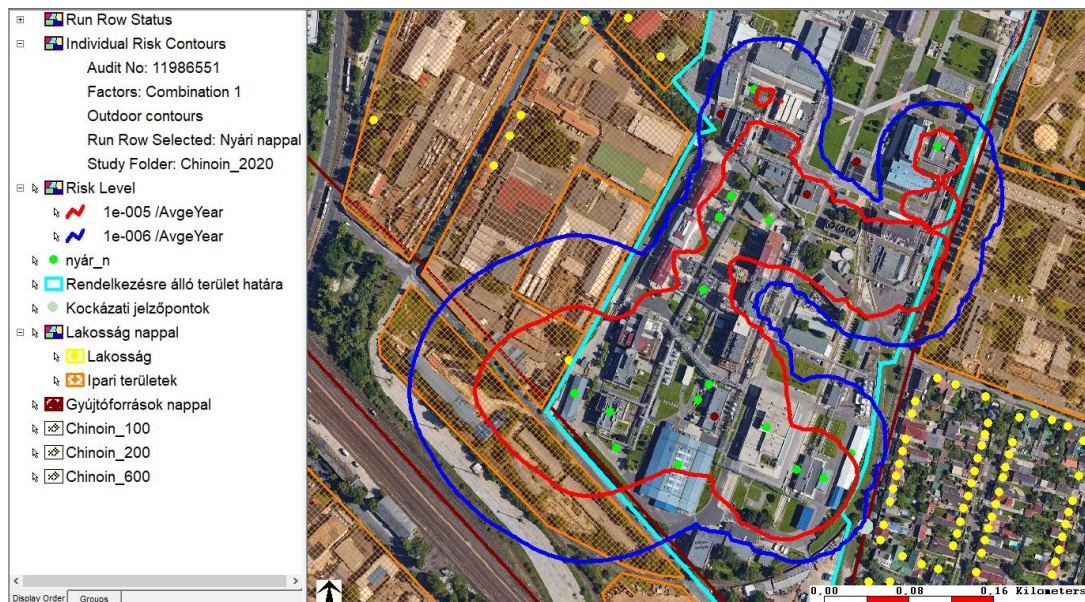 Run Row Status
Individual Risk Contours
Audit No: 11986551
Factors: Combination 1
Outdoor contours
Run Row Selected: Nyári nappal
Study Folder: Chinoin_2020
Risk Level
1e-005 /AvgeYear
1e-006 /AvgeYear
nyár_n
Rendelkezésre álló terület határa
Kockázati jelzőpontok
Lakosság nappal
Lakosság
Ipari területek
Gyújtóforrások nappal
Chinoin_100
Chinoin_200
Chinoin_600
Display Order Groups
0,00 0,08 0,16 Kilometers